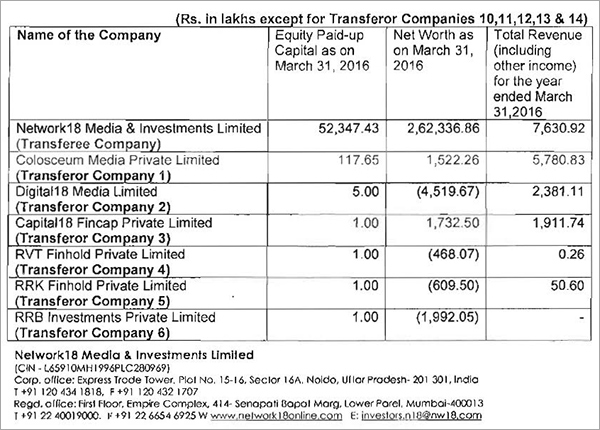 (Rs. in lakhs except for Transferor Companies 10,11,12,13 & 14)
Name of the Company Equity Paid-up Net Worth as Total Revenue
Capital as on on March 31, (including
March 31, 2016 2016 other income)
for the year
ended March
31,2016
Network18 Media & Investments Limited 52,347.43 2,62,336.86 7,630.92
(Transferee Company)
Colosceum Media Private Limited 117.65 1,522.26 5,780.83
(Transferor Company 1)
Digital18 Media Limited 5.00 (4,519.67) 2,381.11
(Transferor Company 2)
Capital18 Fincap Private Limited 1.00 1,732.50 1,911.74
(Transferor Company 3)
RVT Finhold Private Limited 1.00 (468.07) 0.26
(Transferor Company 4)
RRK Finhold Private Limited 1.00 (609.50) 50.60
(Transferor Company 5)
RRB Investments Private Limited 1.00 (1,992.05) -
(Transferor Company 6)
Network18 Media & Investments Limited
(CIN - L65910MH1996PLC280969)
Corp. office: Express Trade Tower, Plot No. 15-16, Sector 16A, Noida, Uttar Pradesh- 201 301, India
T +91 120 434 1818, F +91 120 432 1707
Regd. office: First Floor, Empire Complex, 414- Senapati Bapat Marg, Lower Parel, Mumbai-400013
T +91 22 40019000. F +91 22 6654 6925 W www.network18online.com E: investors.n18@nw18.com